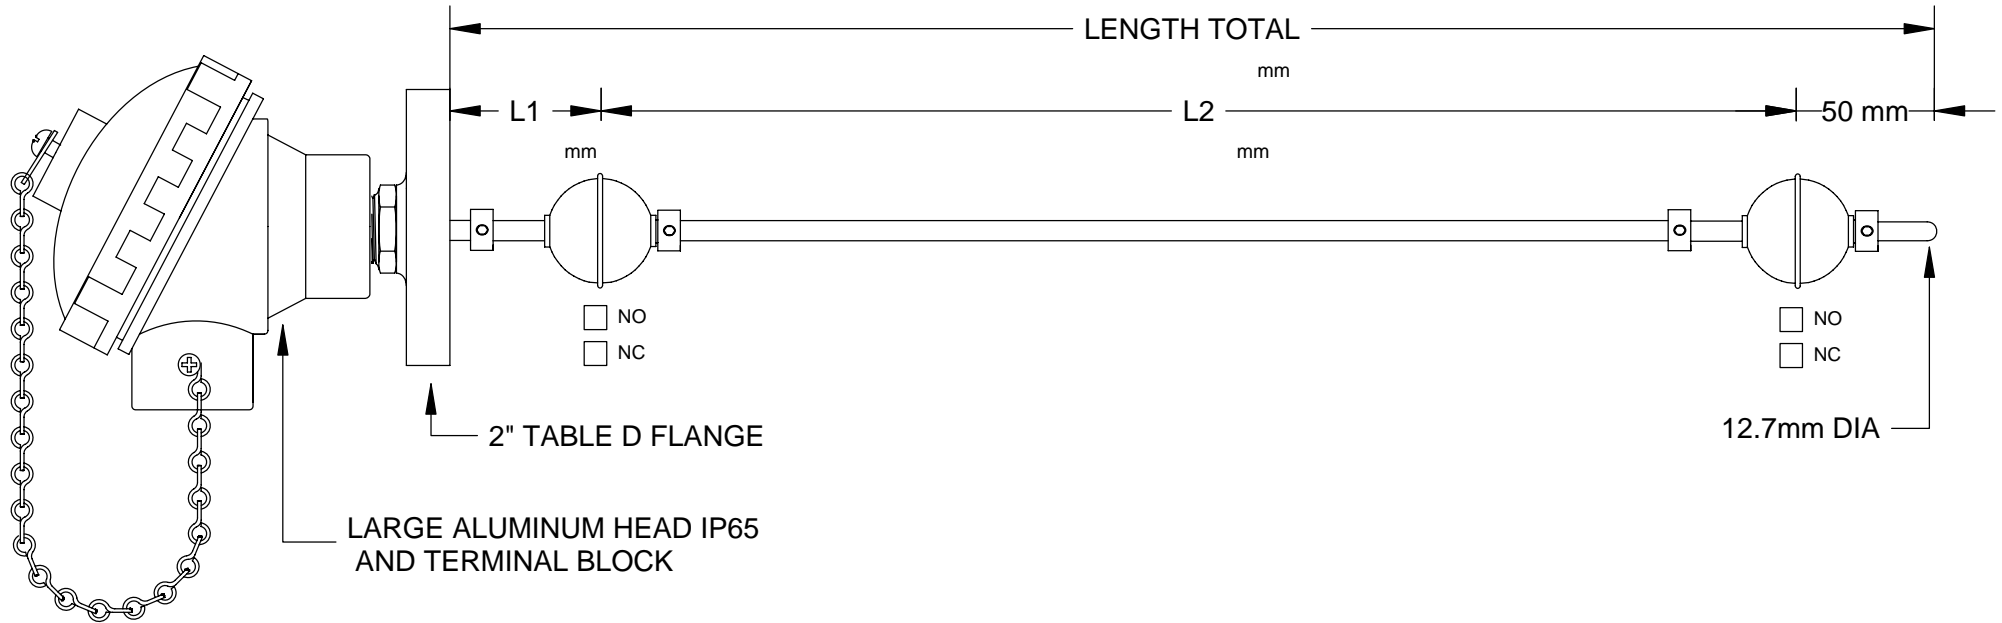 LENGTH TOTAL
mm
L1
L2
50 mm
mm
mm
NO
NC
NO
NC
2" TABLE D FLANGE
12.7mm DIA
LARGE ALUMINUM HEAD IP65
AND TERMINAL BLOCK